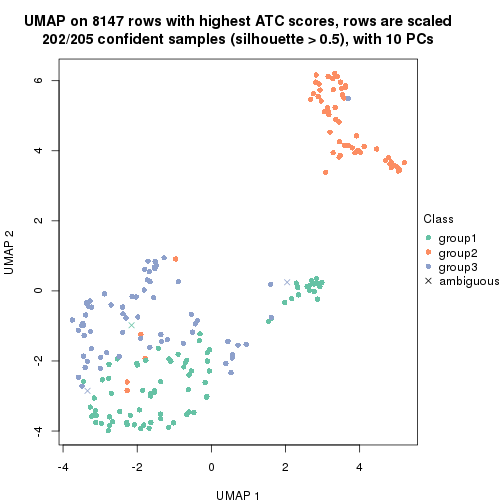 UMAP on 8147 rows with highest ATC scores, rows are scaled
202/205 confident samples (silhouette > 0.5), with 10 PCs
6
4
2
0
-2
-4
UMAP 2
-4
-2
0
2
4
UMAP 1
Class
group1
group2
group3
ambiguous